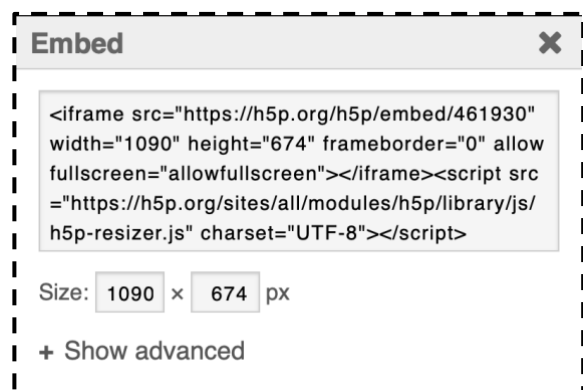 Embed ✖
<iframe src="https://h5p.org/h5p/embed/461930"
width="1090" height="674" frameborder="0" allow
fullscreen="allowfullscreen"></iframe><script src
="https://h5p.org/sites/all/modules/h5p/library/js/
h5p-resizer.js" charset="UTF-8"></script>
Size: 1090 × 674 px
+ Show advanced